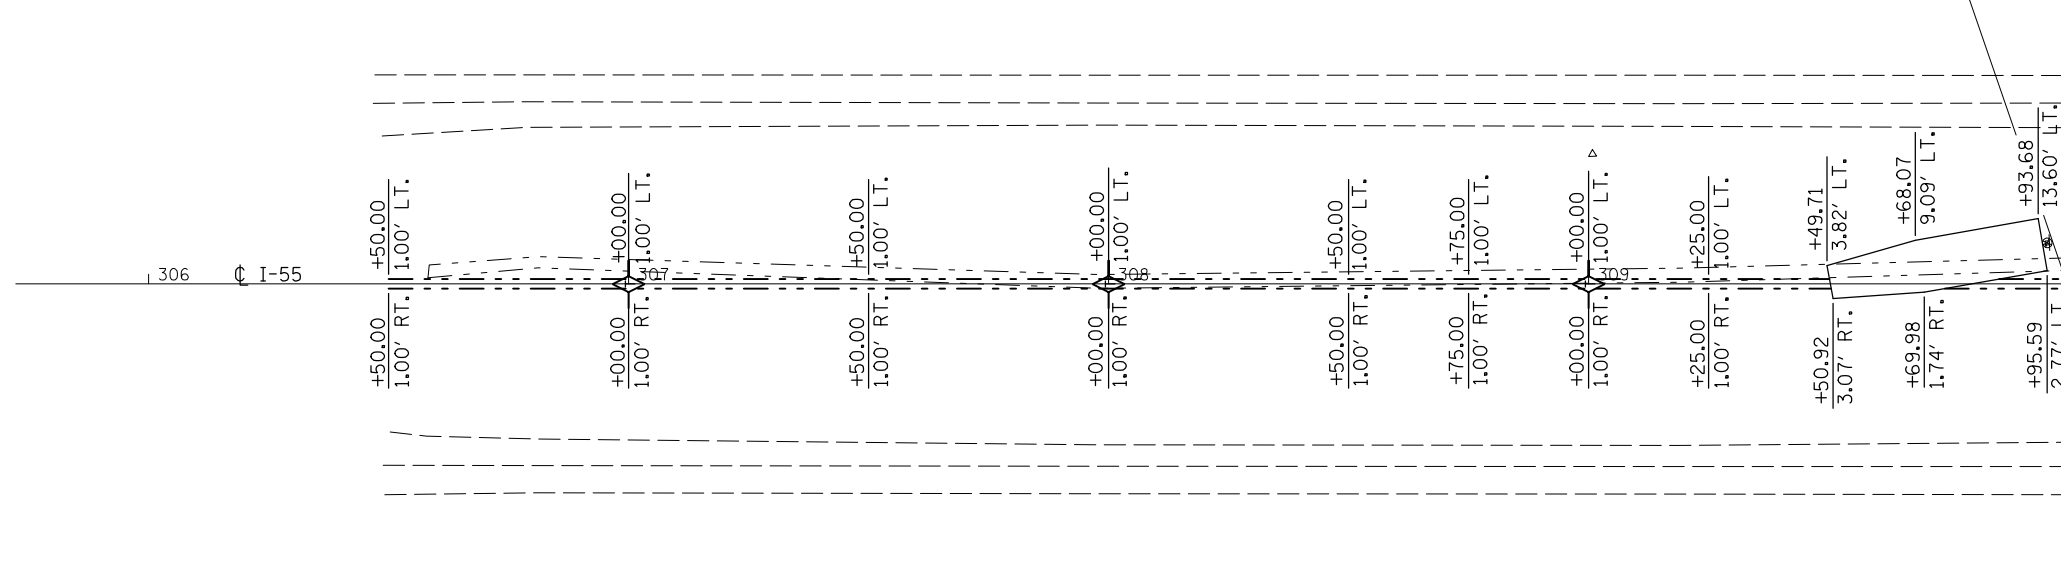 +50.00
1.00' LT.
+00.00
1.00' LT.
+50.00
1.00' LT.
+00.00
1.00' LT.
+50.00
1.00' LT.
+75.00
1.00' LT.
+00.00
1.00' LT.
+25.00
1.00' LT.
+49.71
3.82' LT.
+68.07
9.09' LT.
+93.68
13.60' LT.
306
℄ I-55
307
308
309
+50.00
1.00' RT.
+00.00
1.00' RT.
+50.00
1.00' RT.
+00.00
1.00' RT.
+50.00
1.00' RT.
+75.00
1.00' RT.
+00.00
1.00' RT.
+25.00
1.00' RT.
+50.92
3.07' RT.
+69.98
1.74' RT.
+95.59
2.77' LT